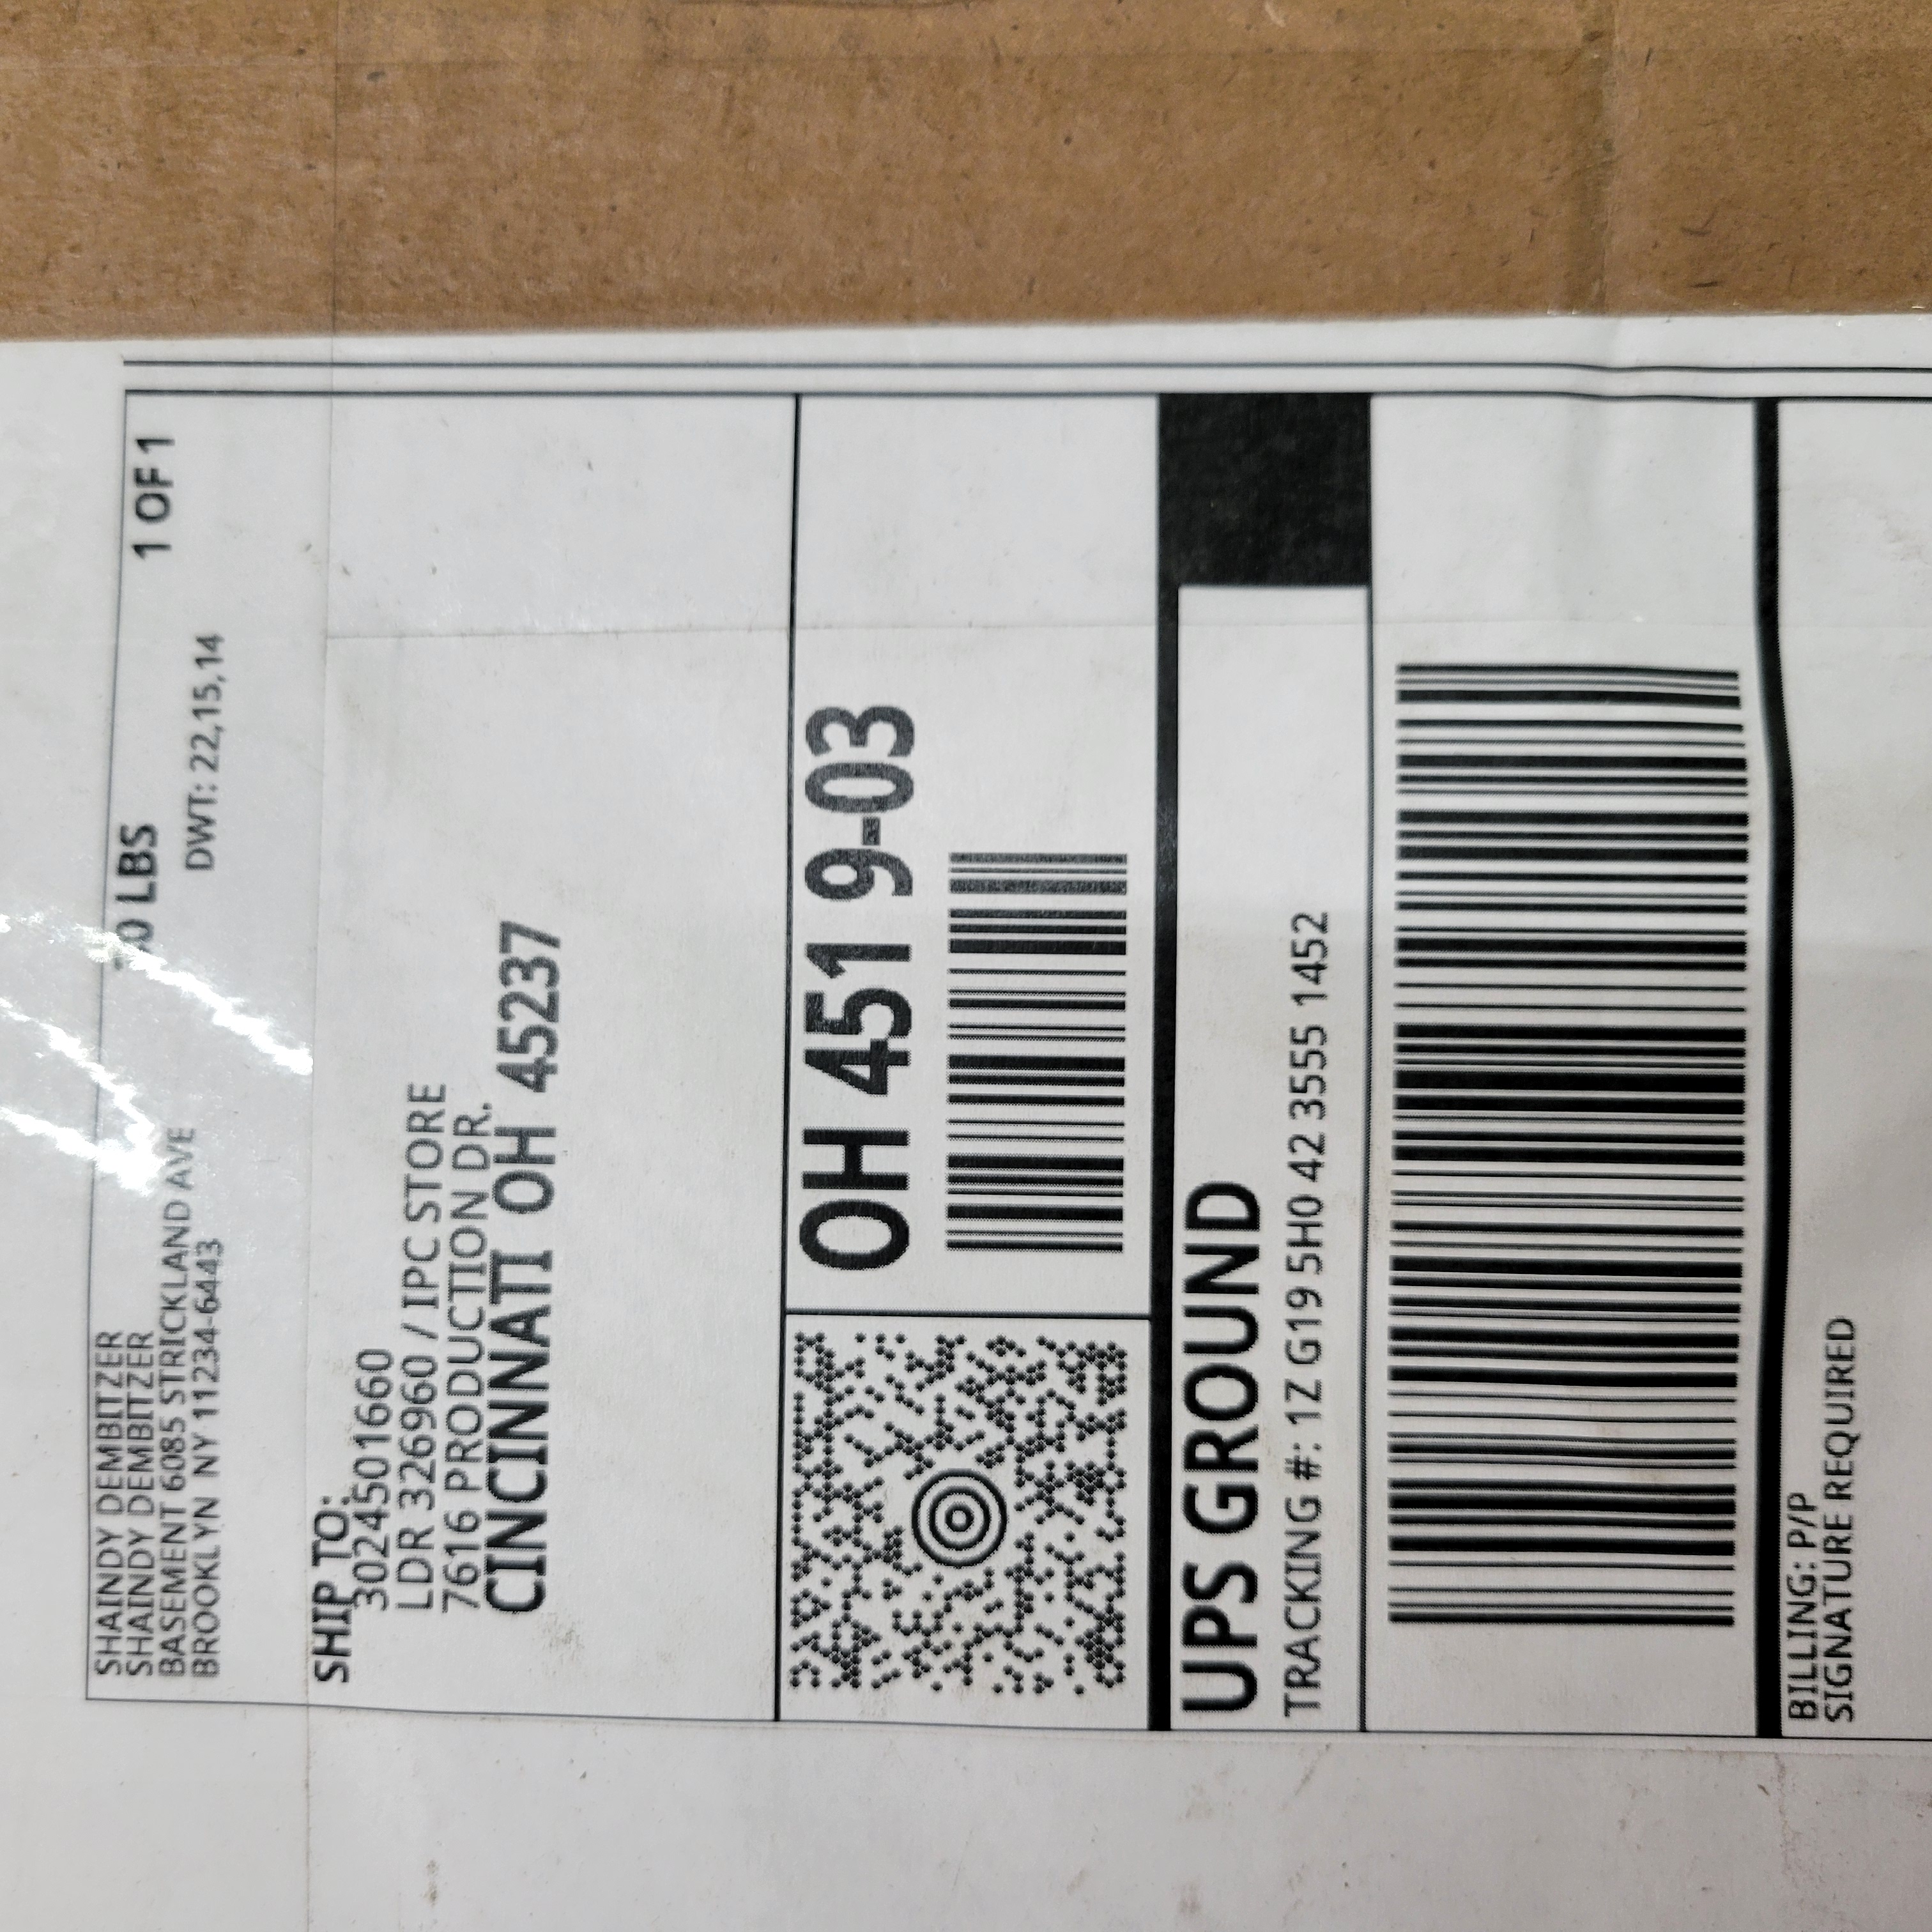 SHAINDY DEMBITZER
SHAINDY DEMBITZER
BASEMENT 6085 STRICKLAND AVE
BROOKLYN NY 11234-6443
LBS
1 OF 1
DWT: 22,15,14
SHIP TO:
3024501660
LDR 326960 / IPC STORE
7616 PRODUCTION DR.
CINCINNATI OH 45237
OH 451 9-03
UPS GROUND
TRACKING #: 1Z G19 5H0 42 3555 1452
BILLING: P/P
SIGNATURE REQUIRED